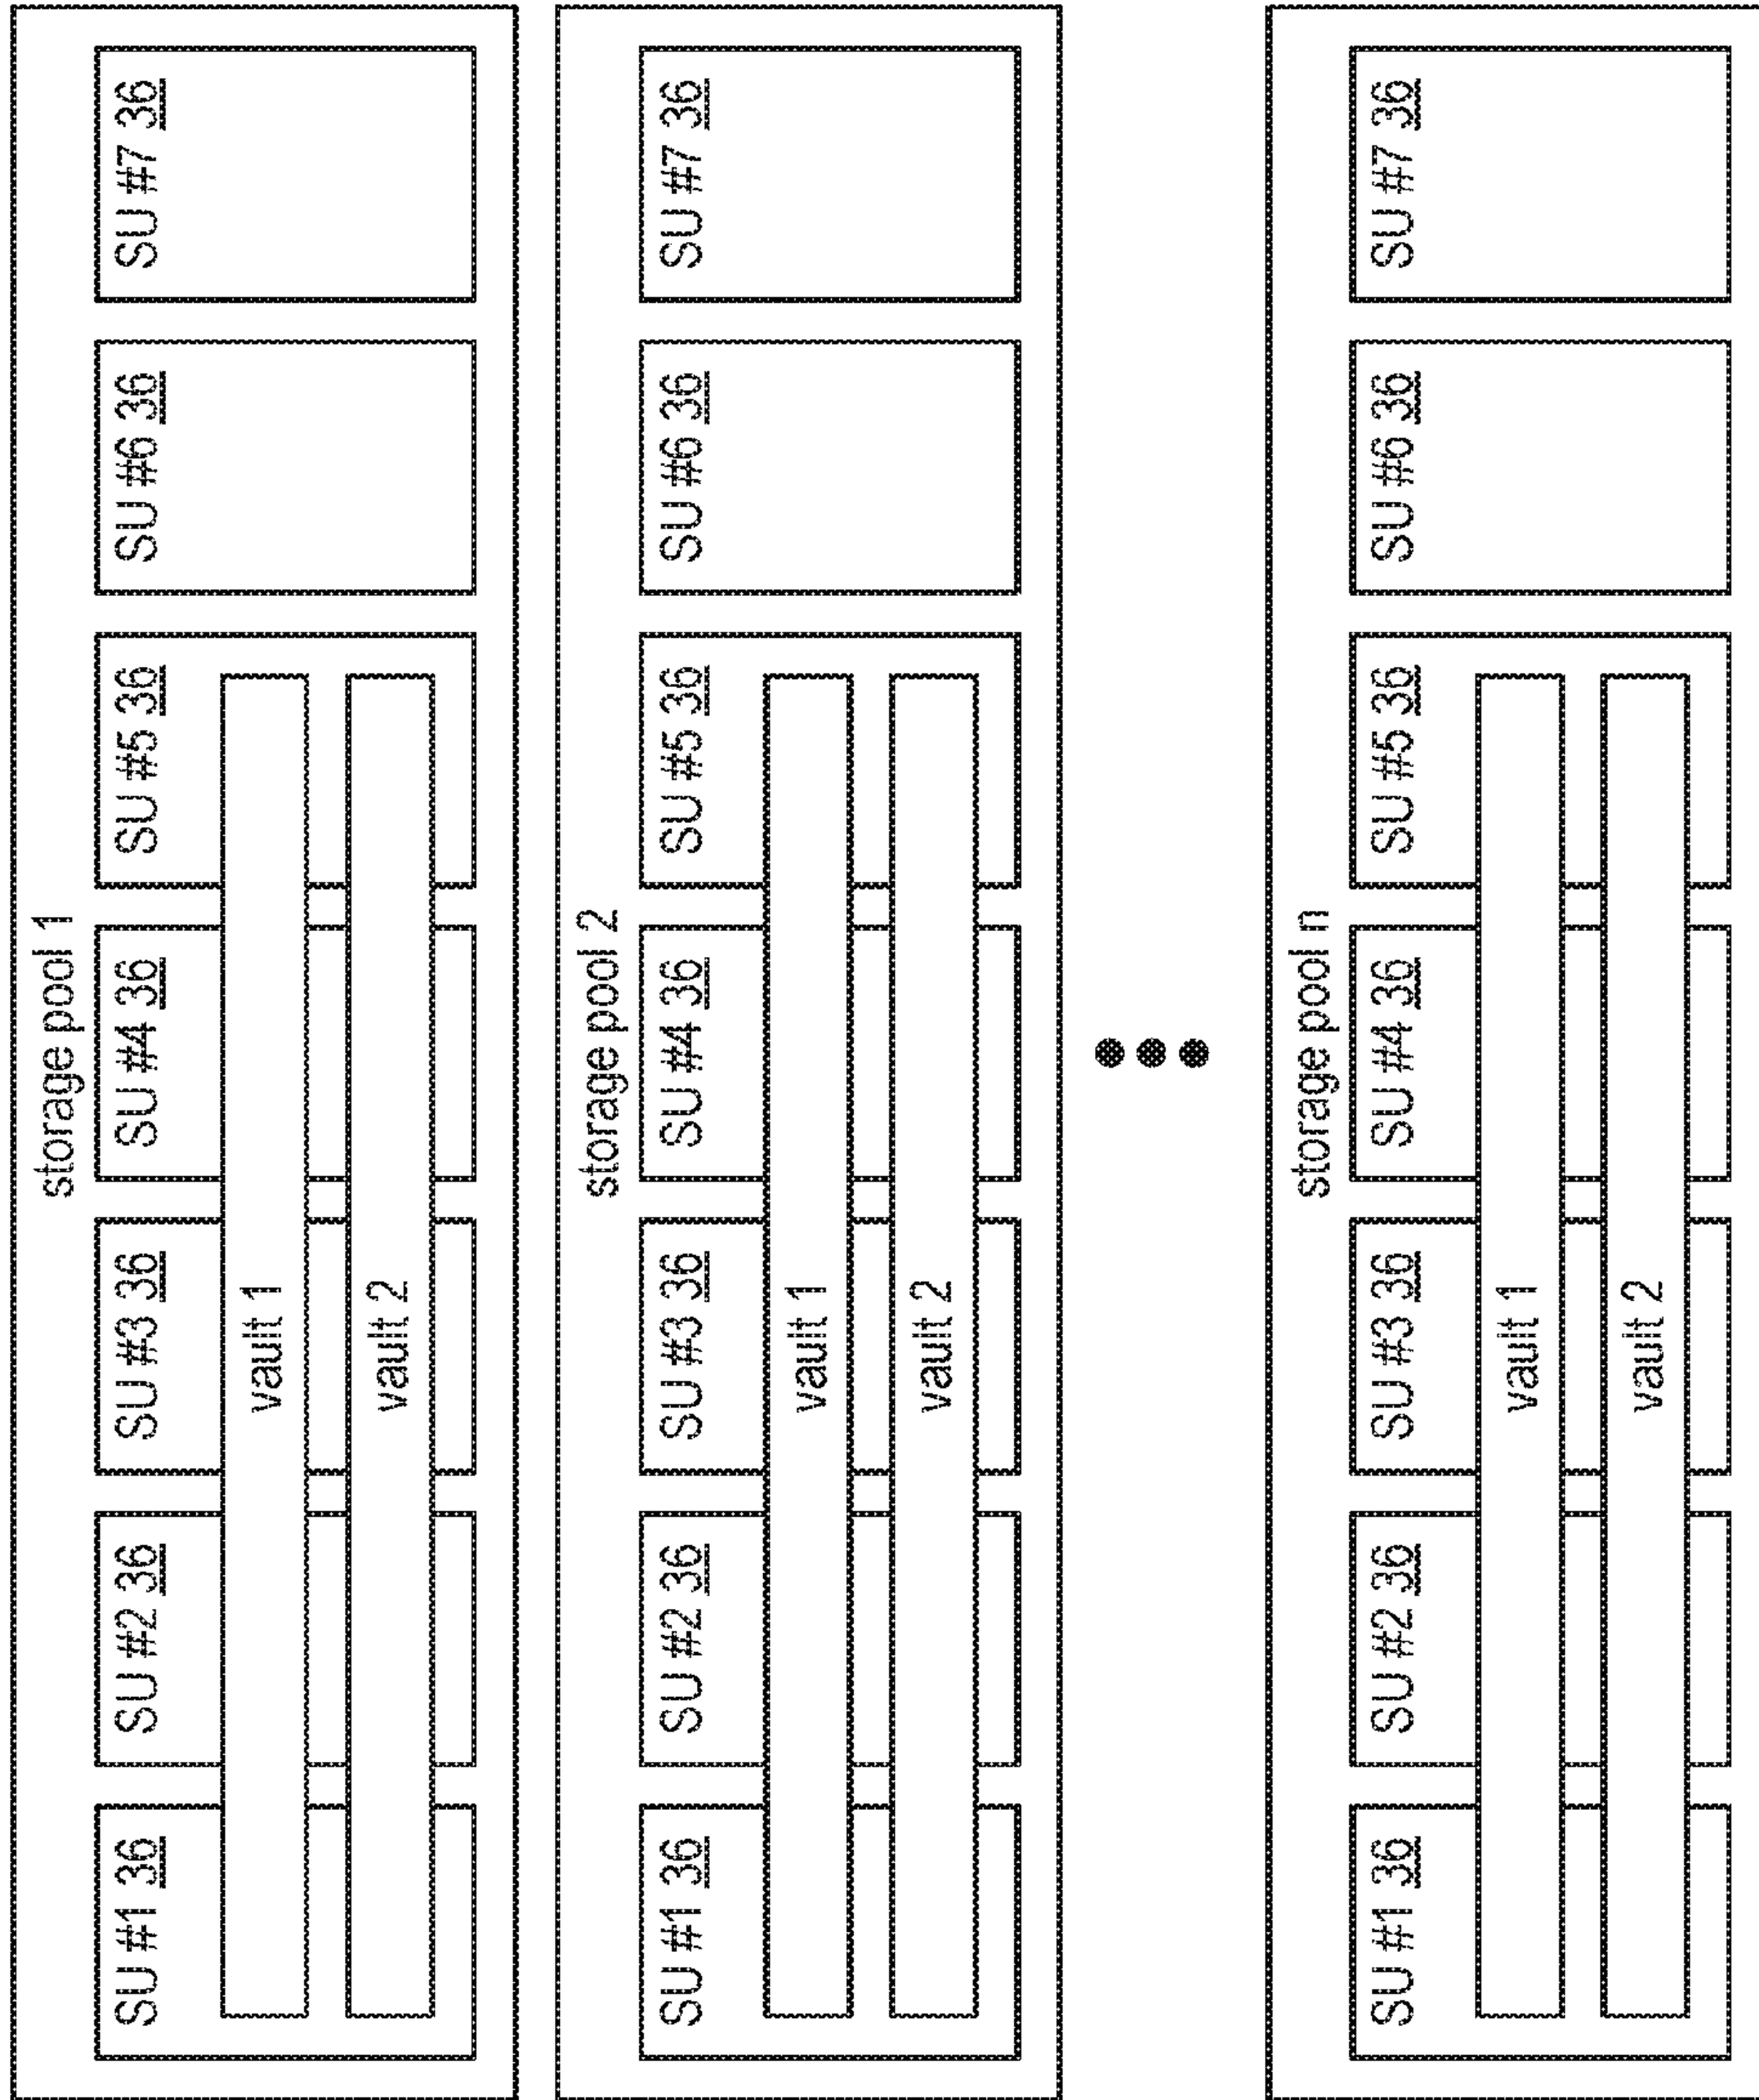 storage pool 1
SU #1 36
SU #2 36
SU #3 36
SU #4 36
SU #5 36
SU #6 36
SU #7 36
vault 1
vault 2
storage pool 2
SU #1 36
SU #2 36
SU #3 36
SU #4 36
SU #5 36
SU #6 36
SU #7 36
vault 1
vault 2
storage pool n
SU #1 36
SU #2 36
SU #3 36
SU #4 36
SU #5 36
SU #6 36
SU #7 36
vault 1
vault 2